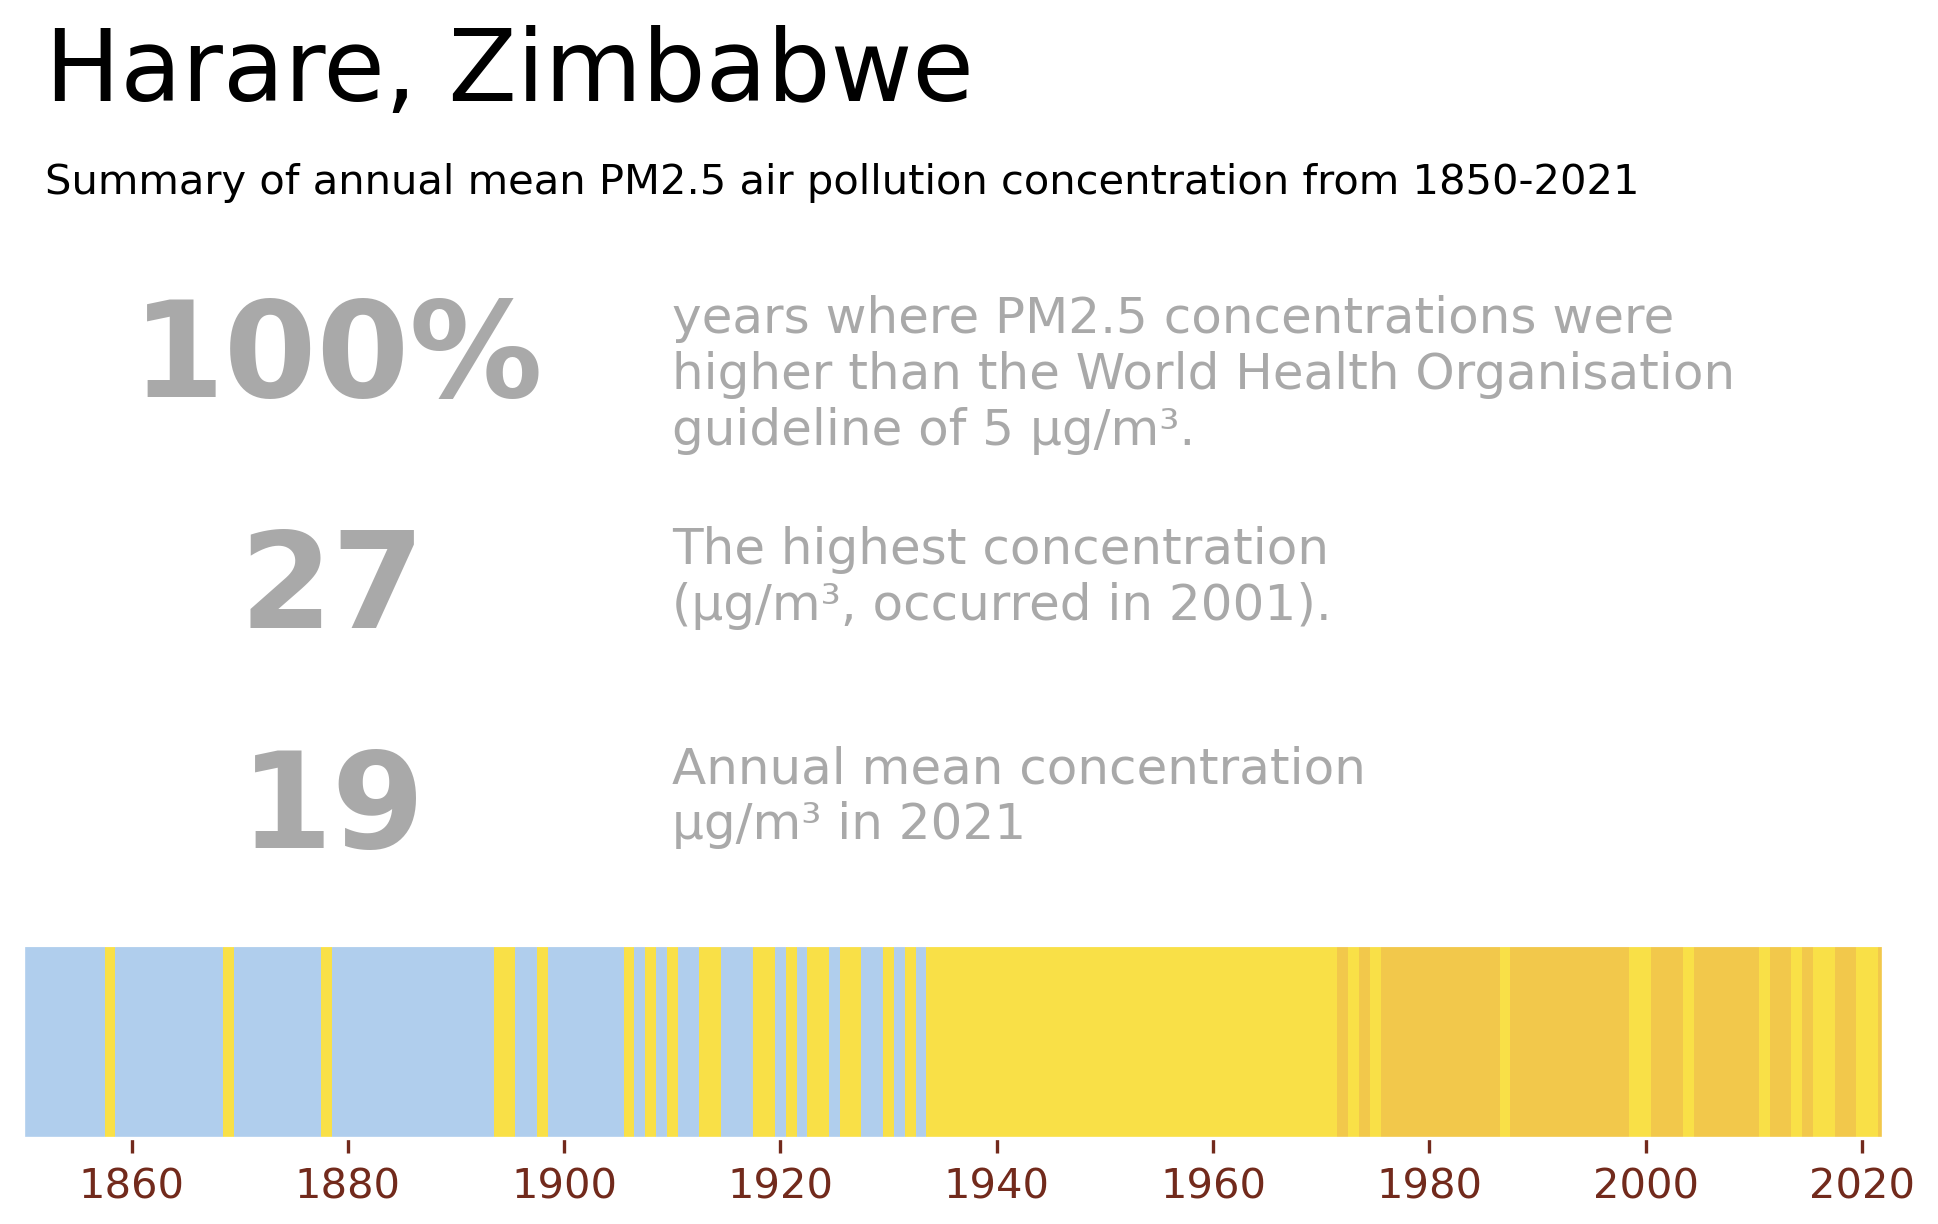 Harare, Zimbabwe
Summary of annual mean PM2.5 air pollution concentration from 1850-2021
100%
years where PM2.5 concentrations were
higher than the World Health Organisation
guideline of 5 µg/m³.
27
The highest concentration
(µg/m³, occurred in 2001).
19
Annual mean concentration
µg/m³ in 2021
1860 1880 1900 1920 1940 1960 1980 2000 2020